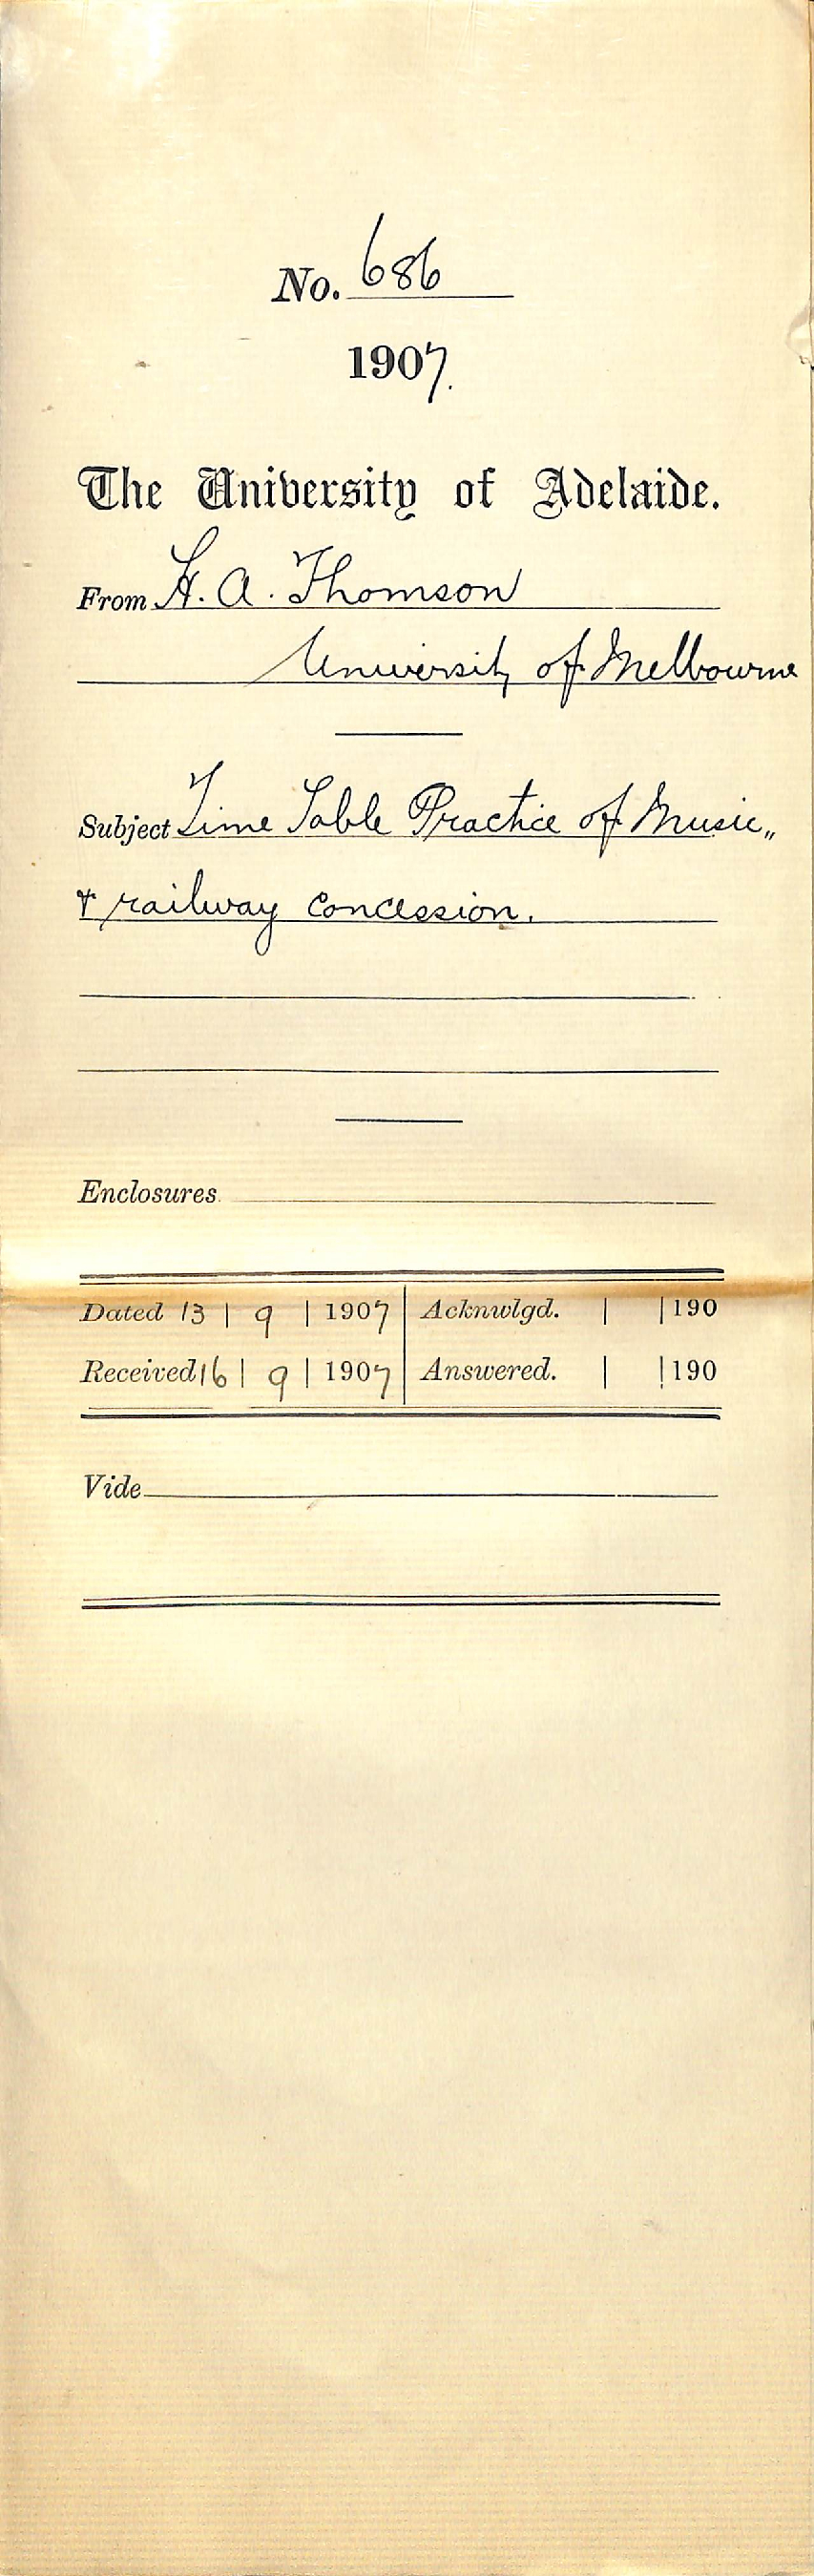 No. 686
1907.
The University of Adelaide.
From H. A. Thomson
University of Melbourne
Subject Time Table Practice of Music,,
& railway concession.
Enclosures
Dated 13 | 9 | 1907 | Acknwlgd. | | 190
Received 16 | 9 | 1907 | Answered. | | 190
Vide